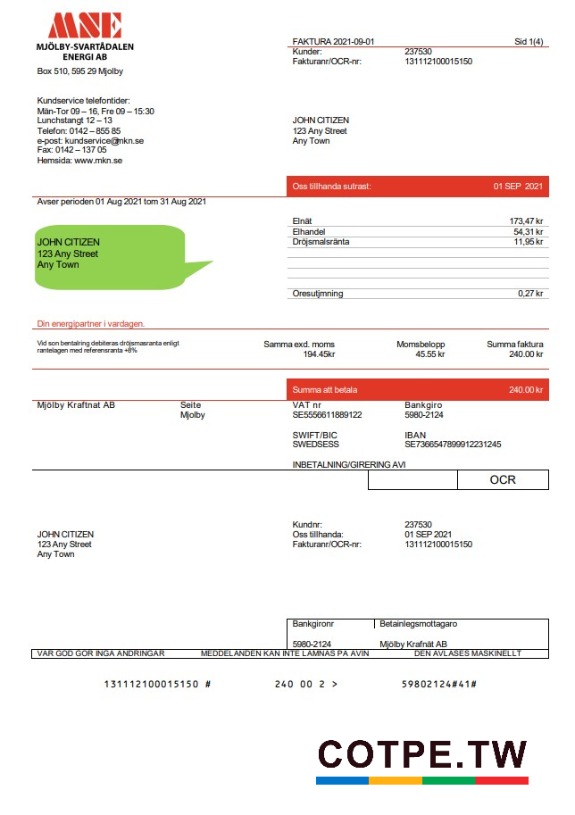 MSE
MJÖLBY-SVARTÅDALEN
ENERGI AB
Box 510, 595 29 Mjolby
FAKTURA 2021-09-01 Sid 1(4)
Kunder: 237530
Fakturanr/OCR-nr: 131112100015150
Kundservice telefontider:
Män-Tor 09 – 16, Fre 09 – 15:30
Lunchstangt 12 – 13
Telefon: 0142 – 855 85
e-post: kundservice@mkn.se
Fax: 0142 – 137 05
Hemsida: www.mkn.se
JOHN CITIZEN
123 Any Street
Any Town
Oss tillhanda sulrast: 01 SEP 2021
Avser perioden 01 Aug 2021 tom 31 Aug 2021
Elnät 173,47 kr
Elhandel 54,31 kr
Dröjsmalsränta 11,95 kr
JOHN CITIZEN
123 Any Street
Any Town
Oresutjmning 0,27 kr
Din energipartner i vardagen.
Vid son bentalring debiteras dröjsmasranta enligt
rantelagen med referensranta +8%
Samma exd. moms Momsbelopp Summa faktura
194.45kr 45.55 kr 240.00 kr
Summa att betala 240.00 kr
Mjölby Kraftnat AB Seite VAT nr Bankgiro
Mjolby SE5556611889122 5980-2124
SWIFT/BIC IBAN
SWEDSESS SE7366547899912231245
INBETALNING/GIRERING AVI
OCR
Kundnr: 237530
JOHN CITIZEN Oss tillhanda: 01 SEP 2021
123 Any Street Fakturanr/OCR-nr: 131112100015150
Any Town
Bankgironr Betainlegsmottagaro
5980-2124 Mjölby Krafnät AB
VAR GOD GOR INGA ANDRINGAR MEDDELANDEN KAN INTE LAMNAS PA AVIN DEN AVLASES MASKINELLT
131112100015150 # 240 00 2 > 59802124#41#
COTPE.TW